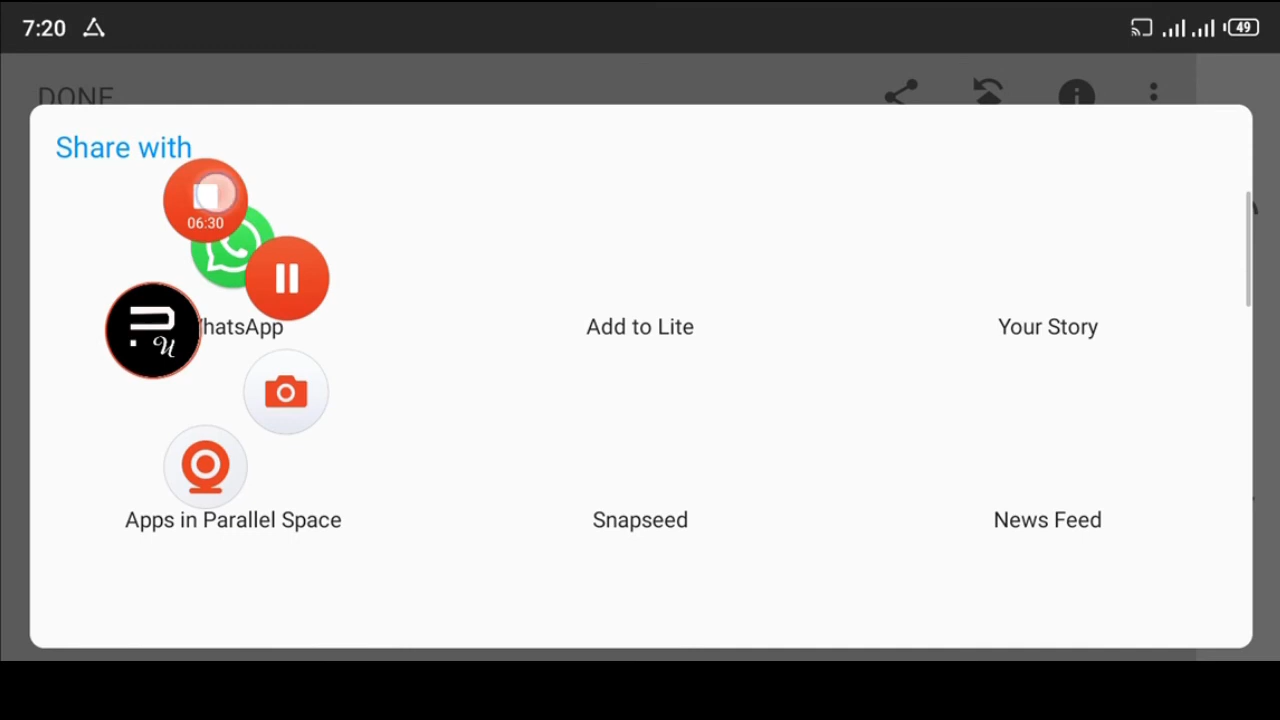 7:20
49
DONE
Share with
06:30
hatsApp
Add to Lite
Your Story
Apps in Parallel Space
Snapseed
News Feed